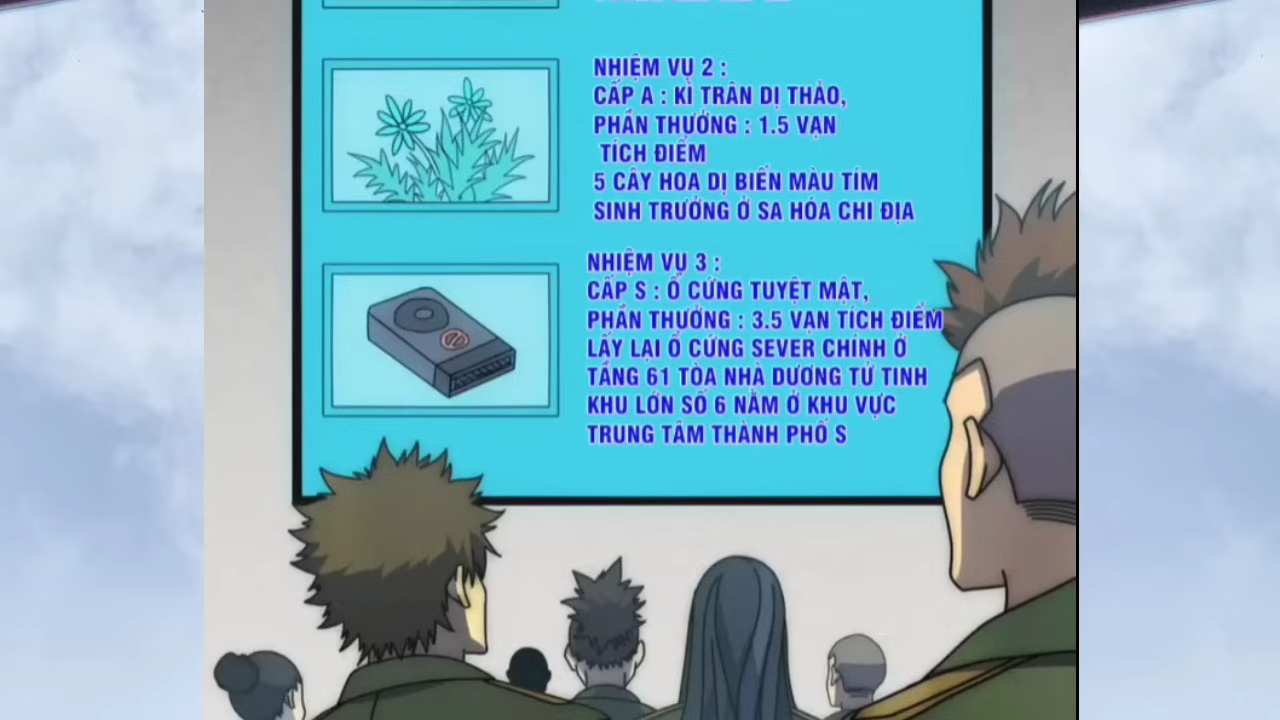 NHIỆM VỤ 2 :
CẤP A : KÌ TRÂN DỊ THẢO,
PHẦN THƯỞNG : 1.5 VẠN
TÍCH ĐIỂM
5 CÂY HOA DỊ BIẾN MÀU TÍM
SINH TRƯỞNG Ở SA HÓA CHI ĐỊA
NHIỆM VỤ 3 :
CẤP S : Ổ CỨNG TUYỆT MẬT,
PHẦN THƯỞNG : 3.5 VẠN TÍCH ĐIỂM
LẤY LẠI Ổ CỨNG SEVER CHÍNH Ở
TẦNG 61 TÒA NHÀ DƯƠNG TỬ TINH
KHU LỚN SỐ 6 NẰM Ở KHU VỰC
TRUNG TÂM THÀNH PHỐ S